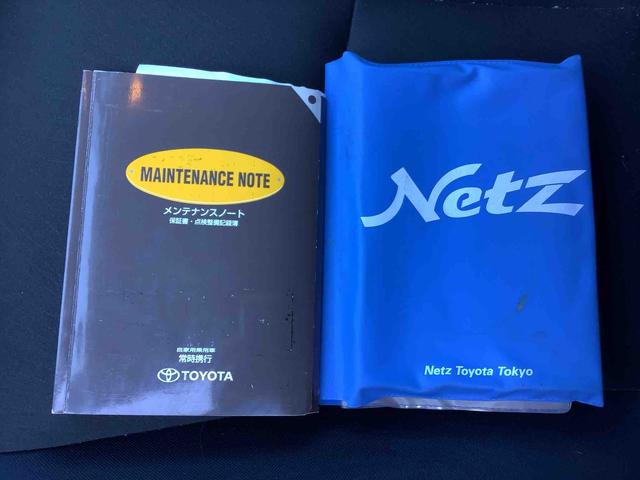 MAINTENANCE NOTE
メンテナンスノート
保証書・点検整備記録簿
自家用乗用車
常時携行
TOYOTA
Netz
Netz Toyota Tokyo